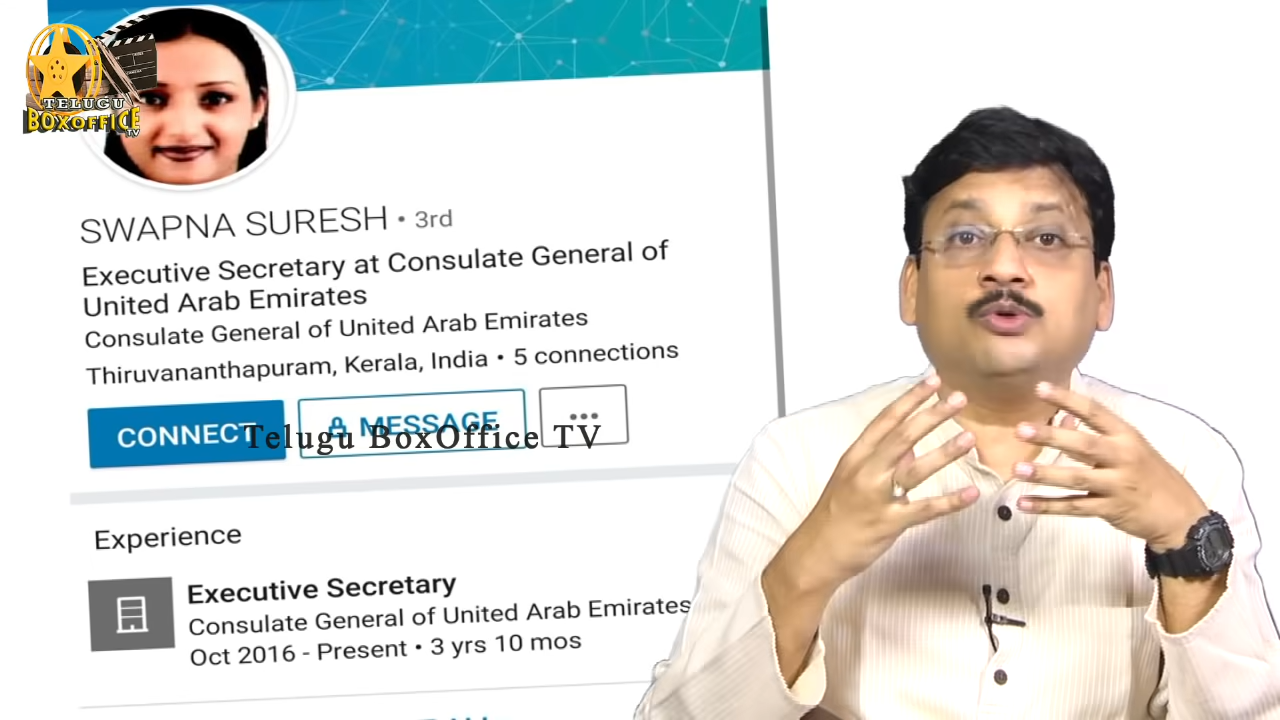 TELUGU
BOXOFFICE
TV
SWAPNA SURESH • 3rd
Executive Secretary at Consulate General of
United Arab Emirates
Consulate General of United Arab Emirates
Thiruvananthapuram, Kerala, India • 5 connections
CONNECT
MESSAGE
Telugu BoxOffice TV
Experience
Executive Secretary
Consulate General of United Arab Emirates
Oct 2016 - Present • 3 yrs 10 mos